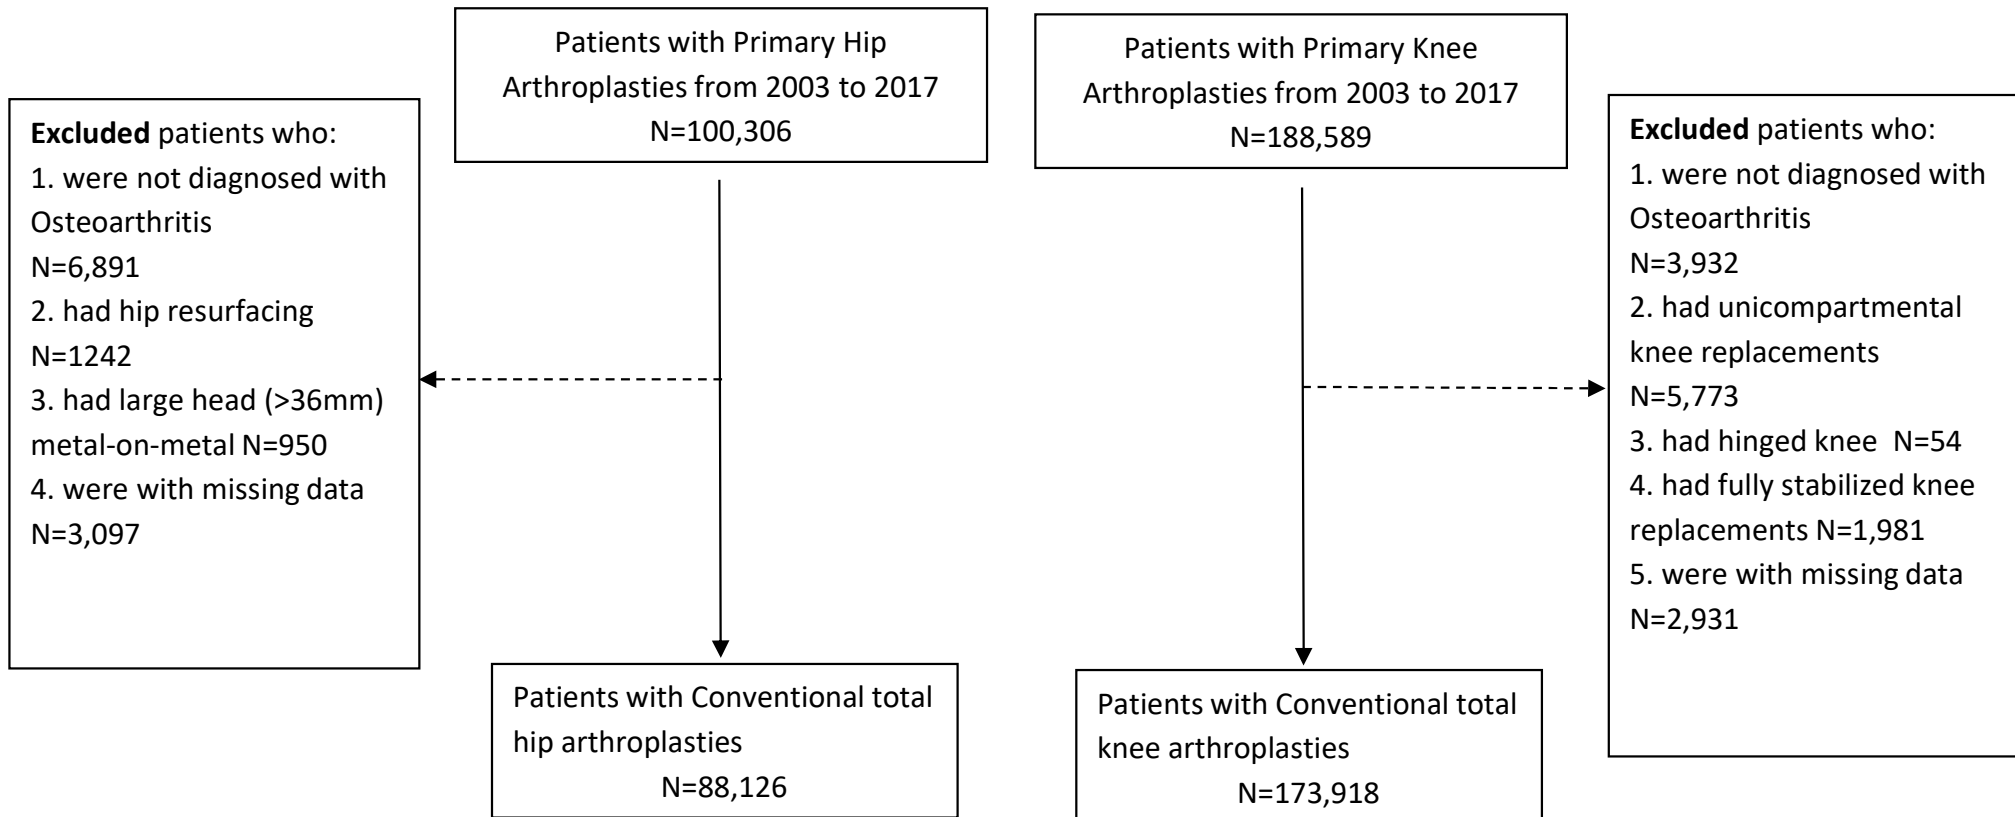 Patients with Primary Hip
Arthroplasties from 2003 to 2017
N=100,306
Patients with Primary Knee
Arthroplasties from 2003 to 2017
N=188,589
Excluded patients who:
1. were not diagnosed with
Osteoarthritis
N=6,891
2. had hip resurfacing
N=1242
3. had large head (>36mm)
metal-on-metal N=950
4. were with missing data
N=3,097
Excluded patients who:
1. were not diagnosed with
Osteoarthritis
N=3,932
2. had unicompartmental
knee replacements
N=5,773
3. had hinged knee  N=54
4. had fully stabilized knee
replacements N=1,981
5. were with missing data
N=2,931
Patients with Conventional total
hip arthroplasties
N=88,126
Patients with Conventional total
knee arthroplasties
N=173,918